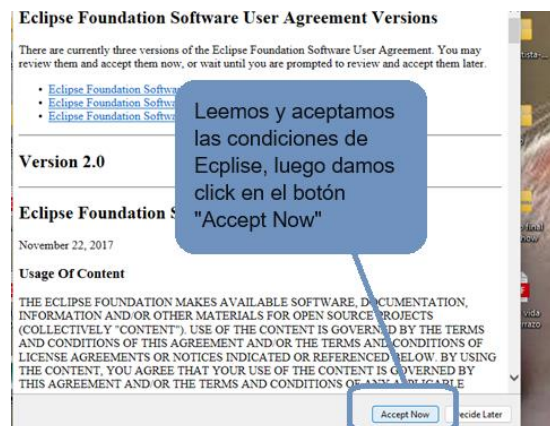 Eclipse Foundation Software User Agreement Versions
There are currently three versions of the Eclipse Foundation Software User Agreement. You may
review them and accept them now, or wait until you are prompted to review and accept them later.
Eclipse Foundation Softwa
Eclipse Foundation Softwa
Eclipse Foundation Softwa
Leemos y aceptamos
las condiciones de
Ecplise, luego damos
click en el botón
"Accept Now"
Version 2.0
Eclipse Foundation S
November 22, 2017
Usage Of Content
THE ECLIPSE FOUNDATION MAKES AVAILABLE SOFTWARE, DOCUMENTATION,
INFORMATION AND/OR OTHER MATERIALS FOR OPEN SOURCE PROJECTS
(COLLECTIVELY "CONTENT"). USE OF THE CONTENT IS GOVERNED BY THE TERMS
AND CONDITIONS OF THIS AGREEMENT AND/OR THE TERMS AND CONDITIONS OF
LICENSE AGREEMENTS OR NOTICES INDICATED OR REFERENCED BELOW. BY USING
THE CONTENT, YOU AGREE THAT YOUR USE OF THE CONTENT IS GOVERNED BY
THIS AGREEMENT AND/OR THE TERMS AND CONDITIONS OF ANY APPLICABLE
Accept Now
ecide Later
final
now
vida